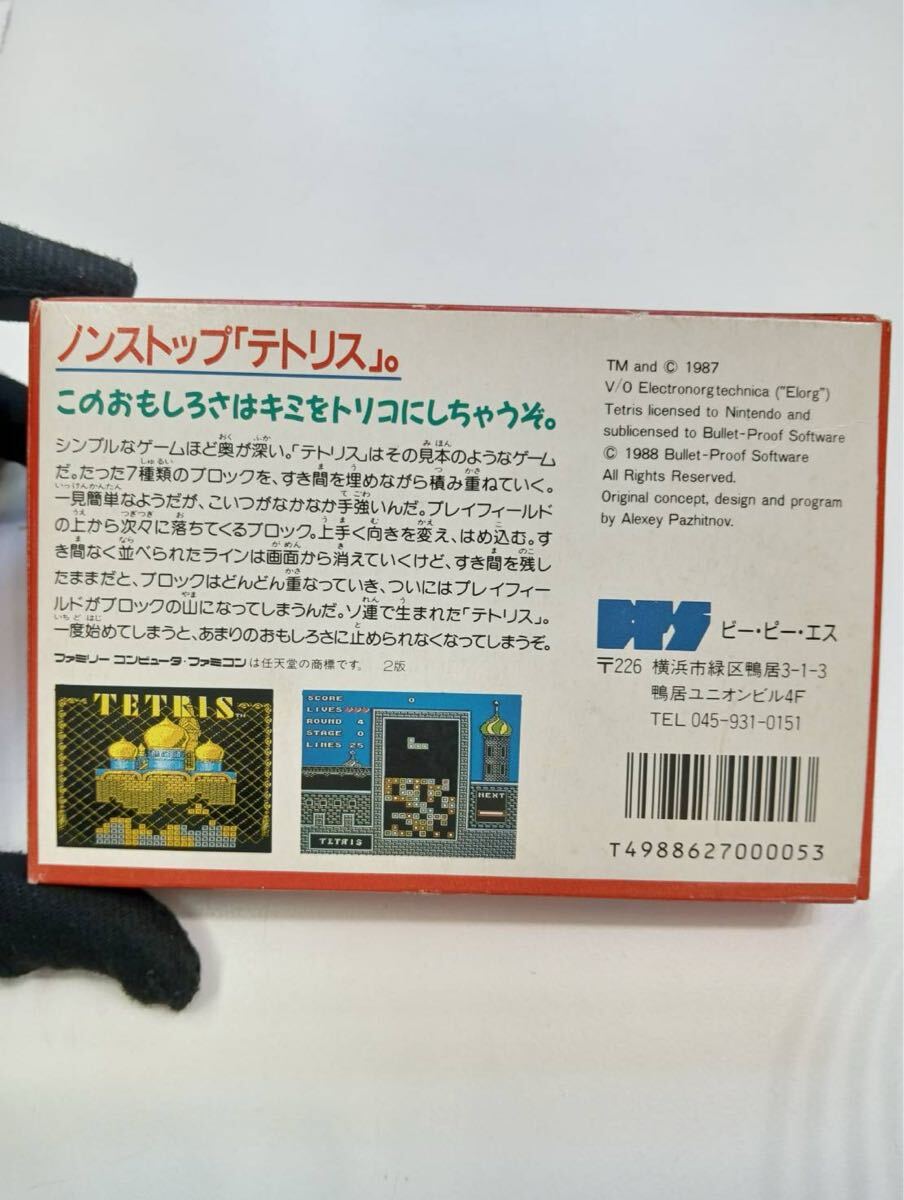 ノンストップ「テトリス」。
このおもしろさはキミをトリコにしちゃうぞ。
シンプルなゲームほど奥が深い。「テトリス」はその見本のようなゲーム
だ。たった7種類のブロックを、すき間を埋めながら積み重ねていく。
一見簡単なようだが、こいつがなかなか手強いんだ。プレイフィールド
の上から次々に落ちてくるブロック。上手く向きを変え、はめ込む。す
き間なく並べられたラインは画面から消えていくけど、すき間を残し
たままだと、ブロックはどんどん重なっていき、ついにはプレイフィー
ルドがブロックの山になってしまうんだ。ソ連で生まれた「テトリス」。
一度始めてしまうと、あまりのおもしろさに止められなくなってしまうぞ。
ファミリー コンピュータ・ファミコンは任天堂の商標です。 2版
TETRIS™
SCORE 0
LIVES
ROUND 4
STAGE 0
LINES 25
NEXT
TETRIS
TM and © 1987
V/O Electronorgtechnica ("Elorg")
Tetris licensed to Nintendo and
sublicensed to Bullet-Proof Software
© 1988 Bullet-Proof Software
All Rights Reserved.
Original concept, design and program
by Alexey Pazhitnov.
BPS ビー・ピー・エス
〒226 横浜市緑区鴨居3-1-3
鴨居ユニオンビル4F
TEL 045-931-0151
T4988627000053